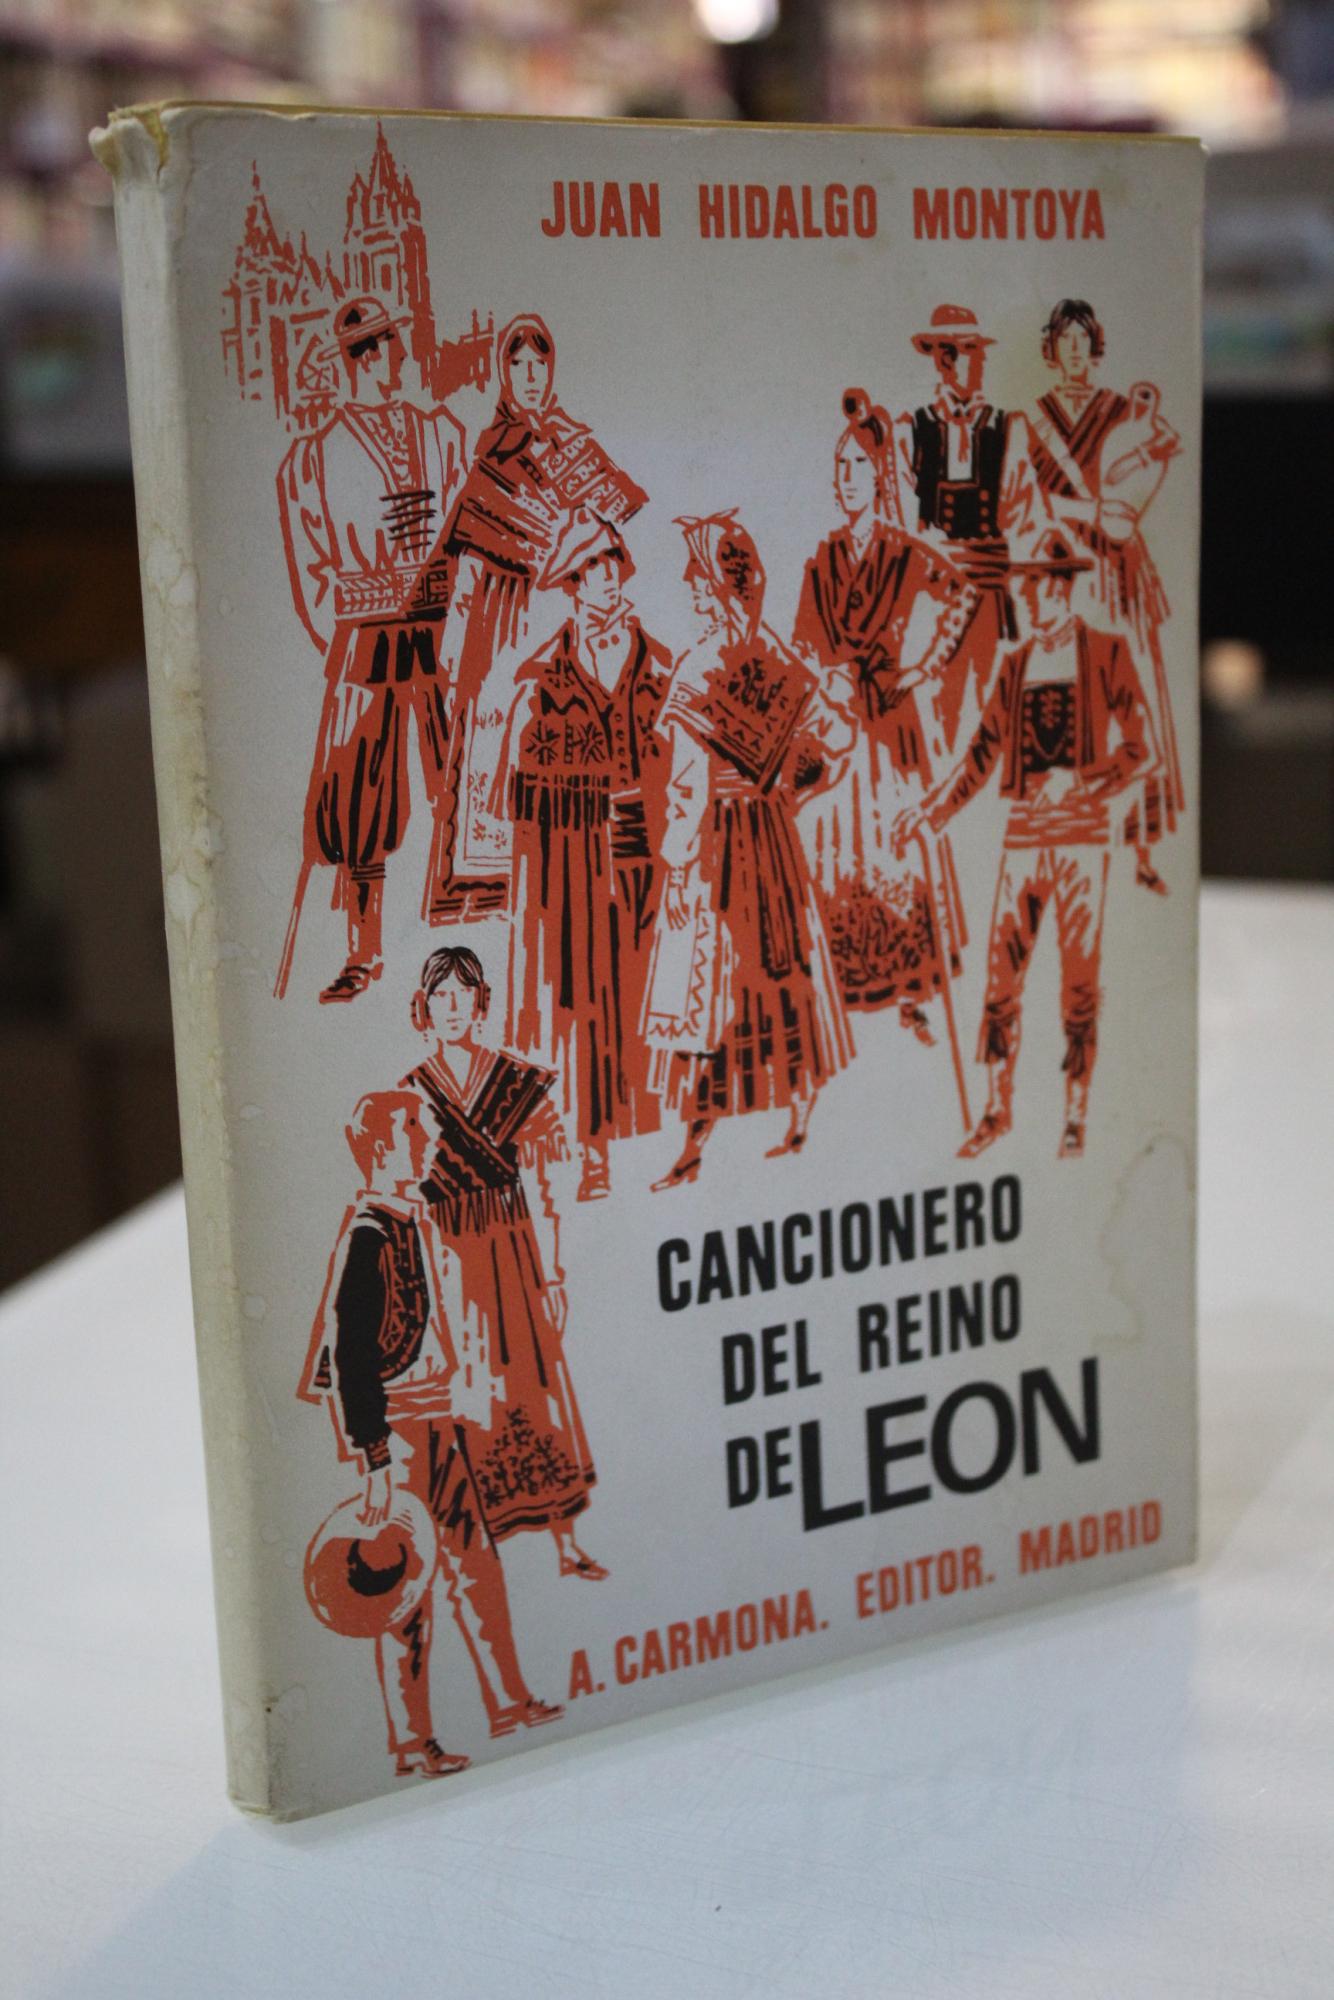 JUAN HIDALGO MONTOYA
CANCIONERO
DEL REINO
DE LEON
A. CARMONA. EDITOR. MADRID